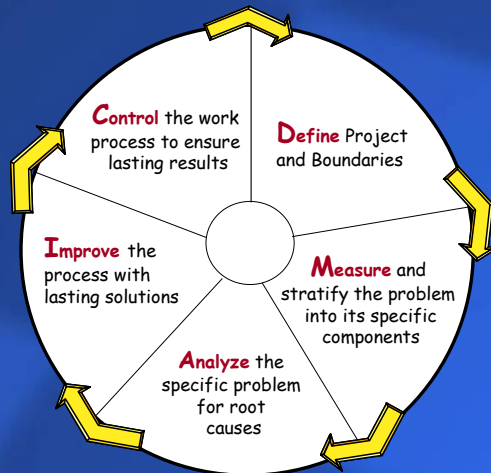 Define Project
and Boundaries
Measure and
stratify the problem
into its specific
components
Analyze the
specific problem
for root
causes
Improve the
process with
lasting solutions
Control the work
process to ensure
lasting results